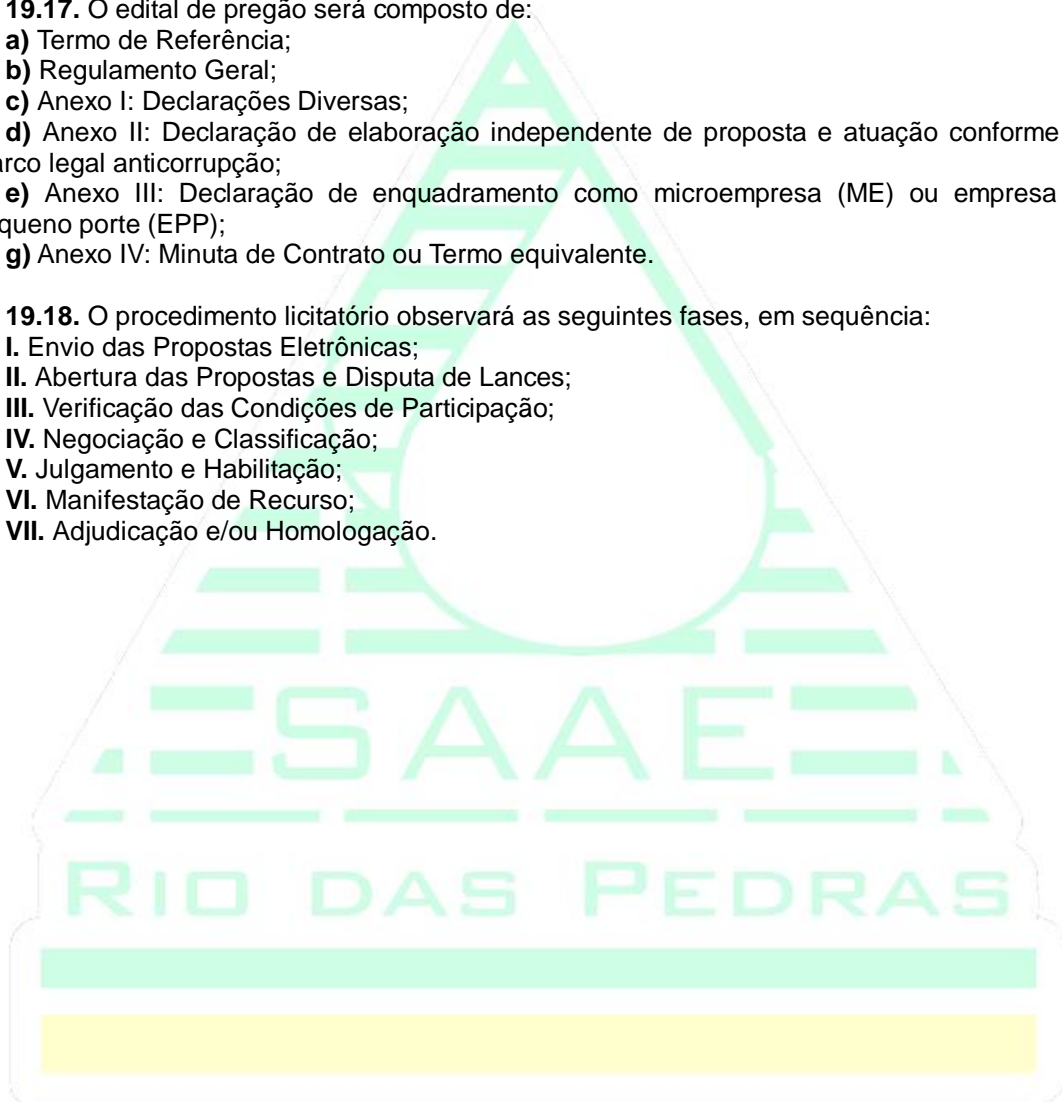 19.17. O edital de pregão será composto de:
a) Termo de Referência;
b) Regulamento Geral;
c) Anexo I: Declarações Diversas;
d) Anexo II: Declaração de elaboração independente de proposta e atuação conforme
arco legal anticorrupção;
e) Anexo III: Declaração de enquadramento como microempresa (ME) ou empresa
queno porte (EPP);
g) Anexo IV: Minuta de Contrato ou Termo equivalente.
19.18. O procedimento licitatório observará as seguintes fases, em sequência:
I. Envio das Propostas Eletrônicas;
II. Abertura das Propostas e Disputa de Lances;
III. Verificação das Condições de Participação;
IV. Negociação e Classificação;
V. Julgamento e Habilitação;
VI. Manifestação de Recurso;
VII. Adjudicação e/ou Homologação.
SAAE
RIO DAS PEDRAS